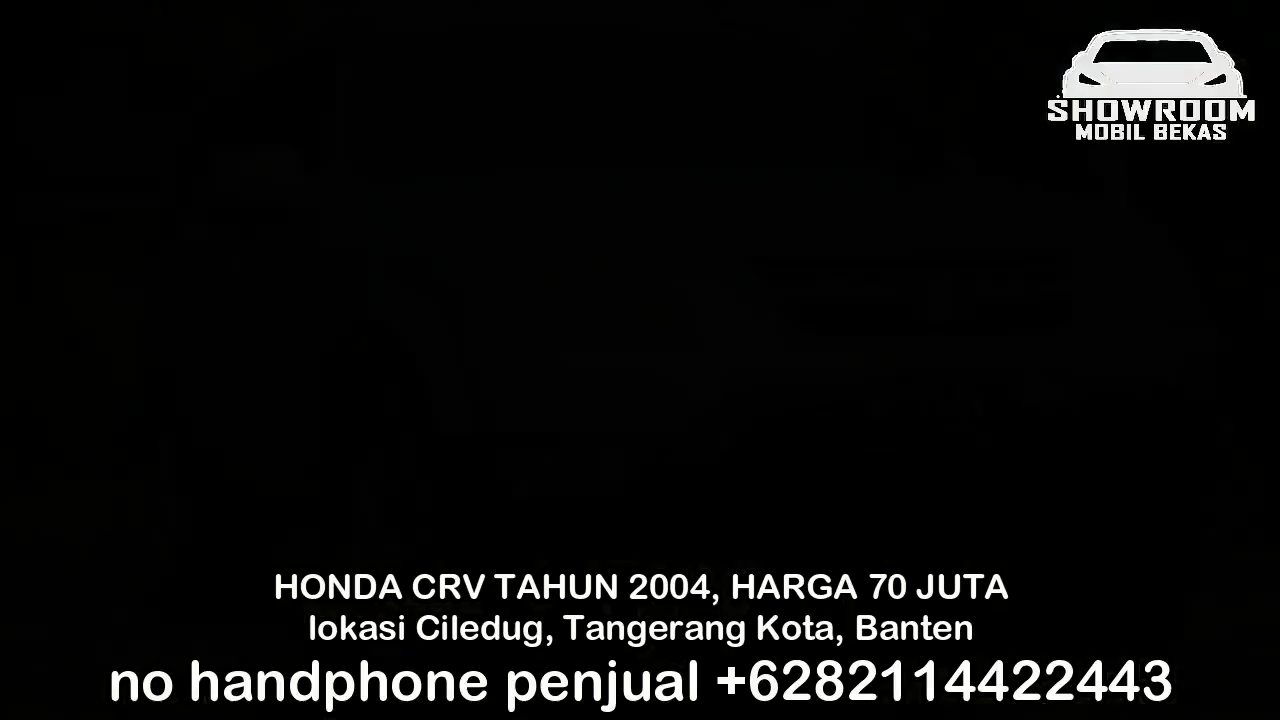 SHOWROOM
MOBIL BEKAS
HONDA CRV TAHUN 2004, HARGA 70 JUTA
lokasi Ciledug, Tangerang Kota, Banten
no handphone penjual +6282114422443